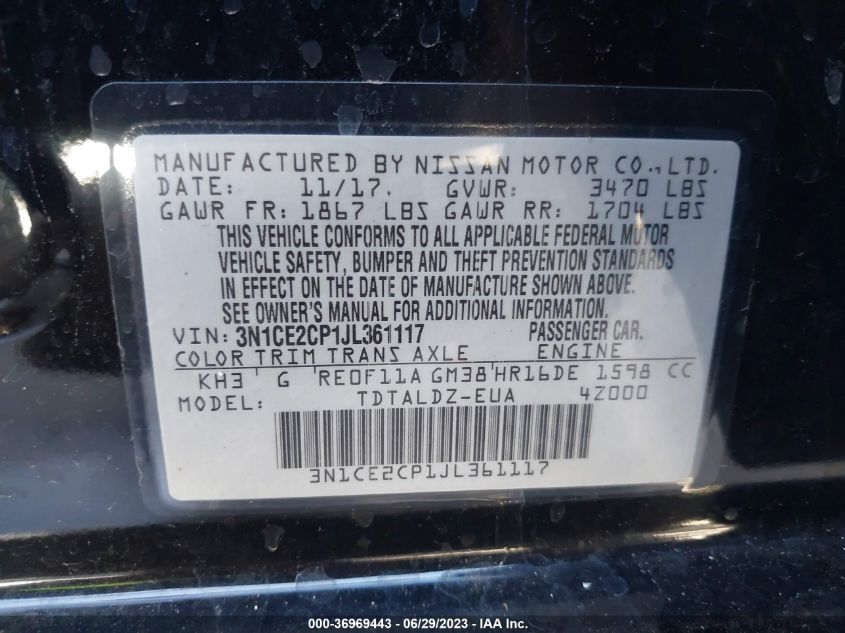 MANUFACTURED BY NISSAN MOTOR CO.,LTD.
DATE: 11/17. GVWR: 3470 LBS
GAWR FR: 1867 LBS GAWR RR: 1704 LBS
THIS VEHICLE CONFORMS TO ALL APPLICABLE FEDERAL MOTOR
VEHICLE SAFETY, BUMPER AND THEFT PREVENTION STANDARDS
IN EFFECT ON THE DATE OF MANUFACTURE SHOWN ABOVE.
SEE OWNER'S MANUAL FOR ADDITIONAL INFORMATION.
VIN: 3N1CE2CP1JL361117 PASSENGER CAR.
COLOR TRIM TRANS AXLE ENGINE
KH3 G RE0F11A GM38 HR16DE 1598 CC
MODEL: TDTALDZ-EUA 4Z000
3N1CE2CP1JL361117
000-36969443 - 06/29/2023 - IAAI.com